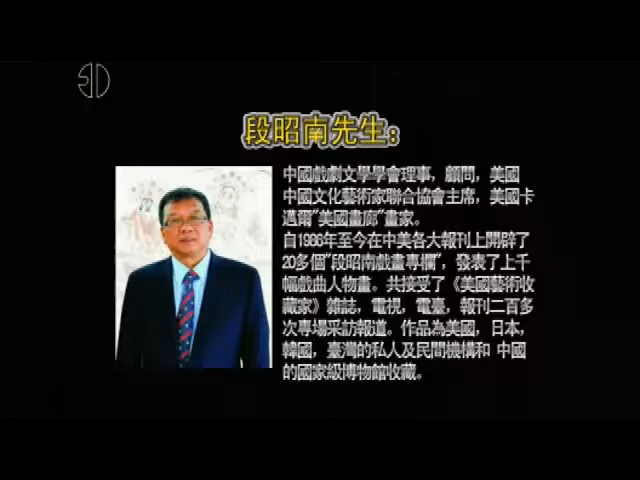 段昭南先生：
中國戲劇文學學會理事，顧問，美國
中國文化藝術家聯合協會主席，美國卡
邁爾"美國畫廊"畫家。
自1986年至今在中美各大報刊上開辟了
20多個"段昭南戲畫專欄"，發表了上千
幅戲曲人物畫。共接受了《美國藝術收
藏家》雜誌，電視，電臺，報刊二百多
次專場采訪報道。作品為美國，日本，
韓國，臺灣的私人及民間機構和 中國
的國家級博物館收藏。